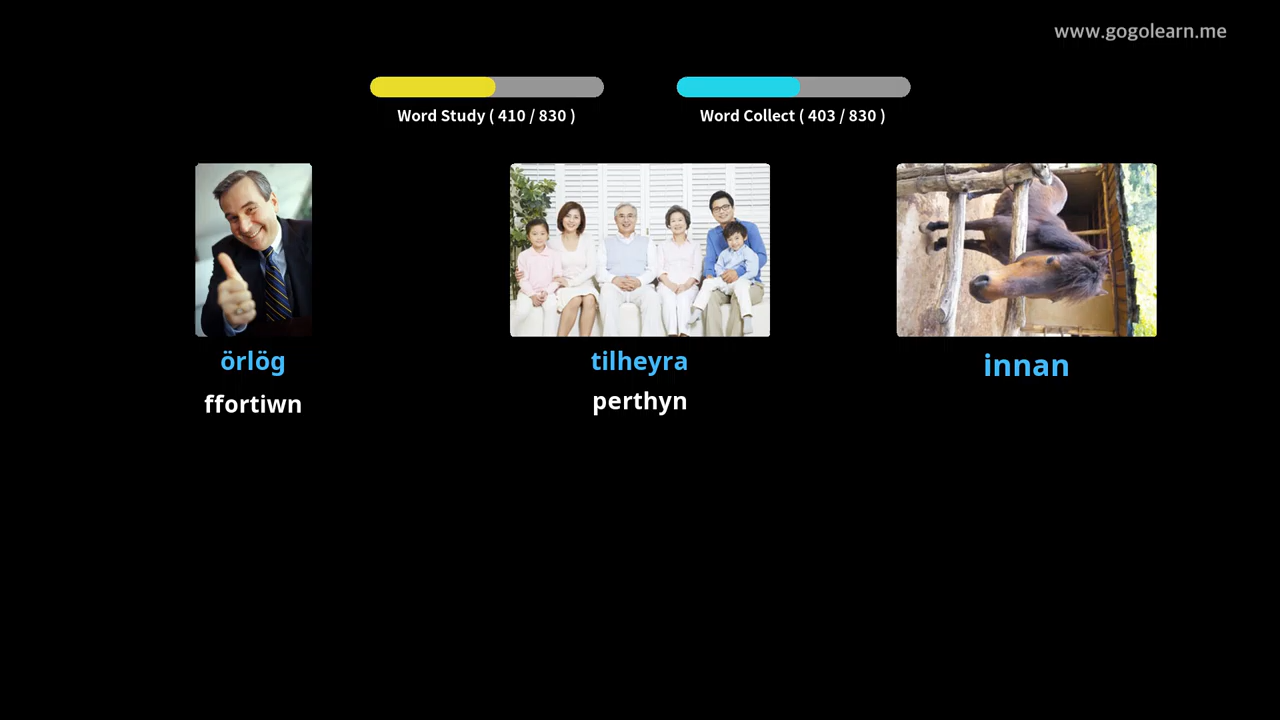 www.gogolearn.me
Word Study ( 410 / 830 )
Word Collect ( 403 / 830 )
örlög
tilheyra
innan
ffortiwn
perthyn